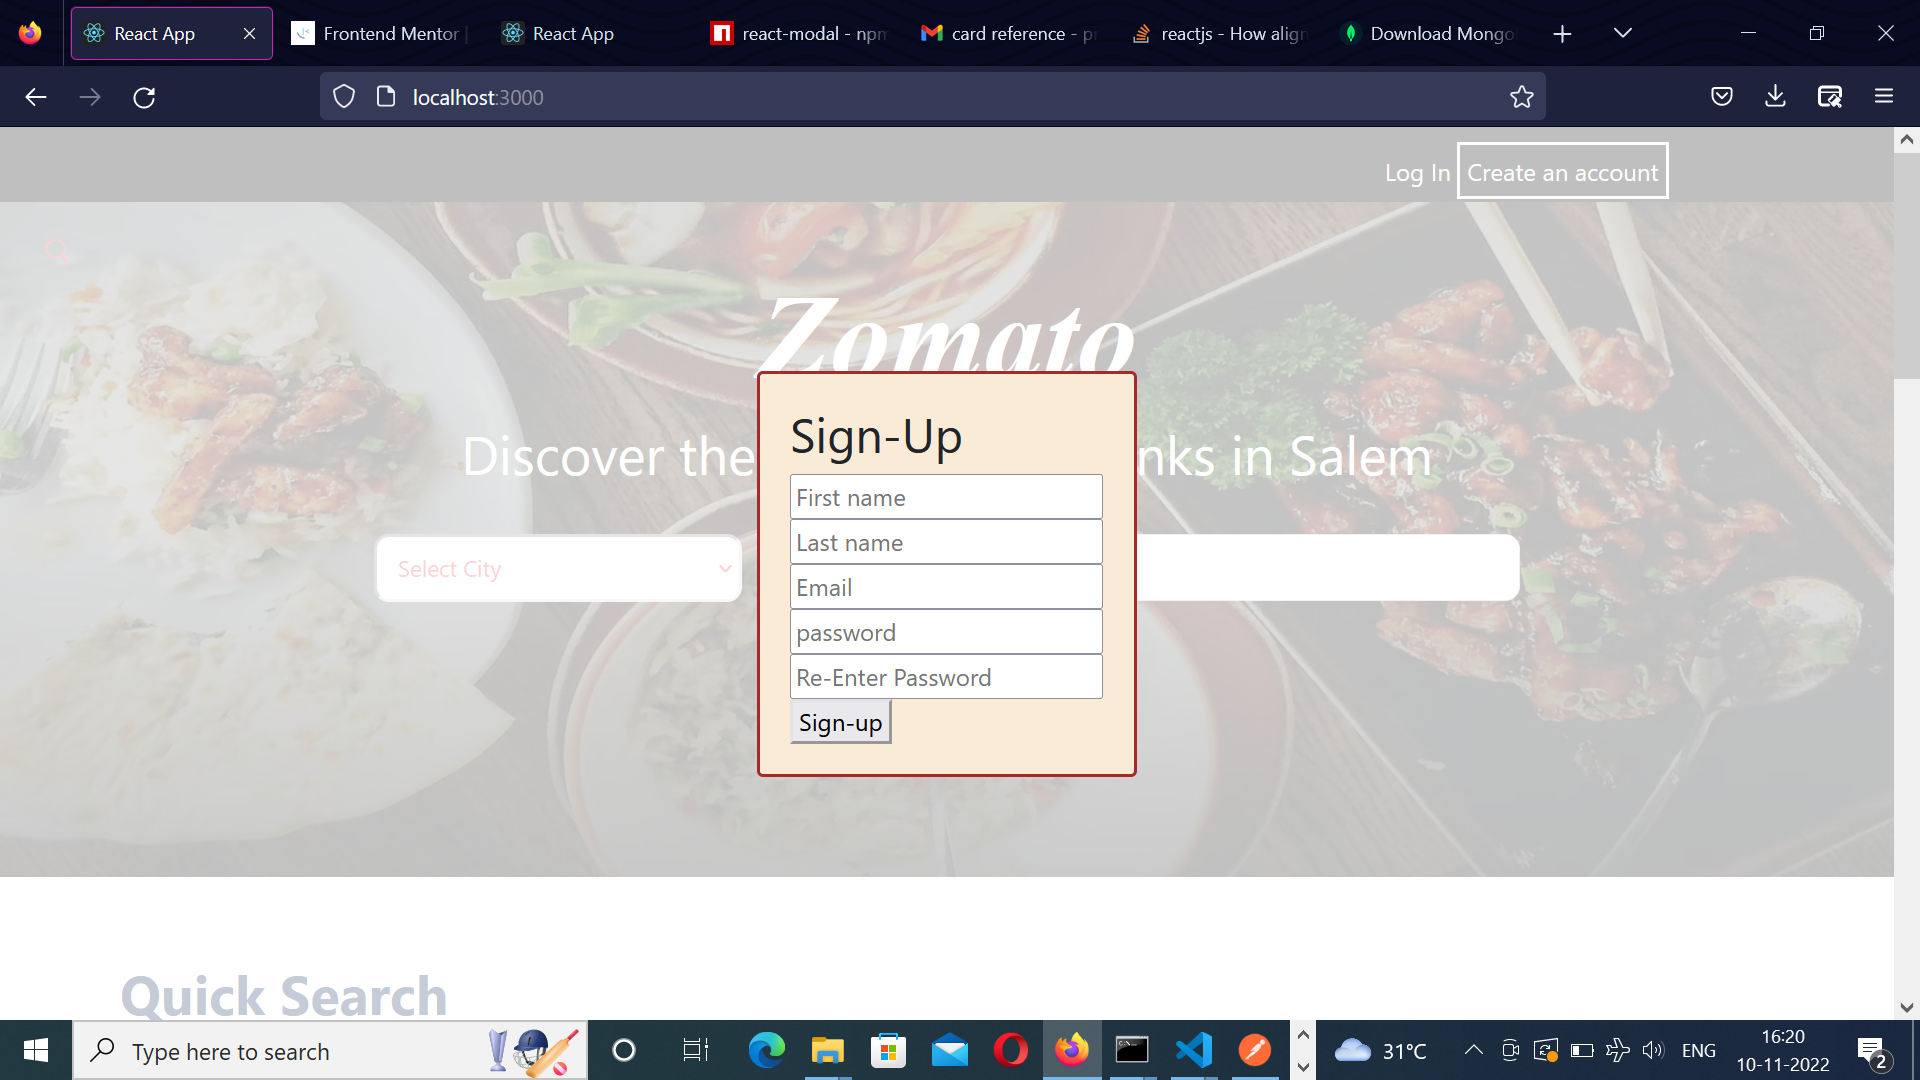 React App
Frontend Mentor |
React App
react-modal - npm
card reference - p
reactjs - How align
Download Mongo
localhost:3000
Log In
Create an account
Zomato
Discover the
nks in Salem
Sign-Up
First name
Last name
Select City
Email
password
Re-Enter Password
Sign-up
Quick Search
Type here to search
31°C
ENG
16:20
10-11-2022
2